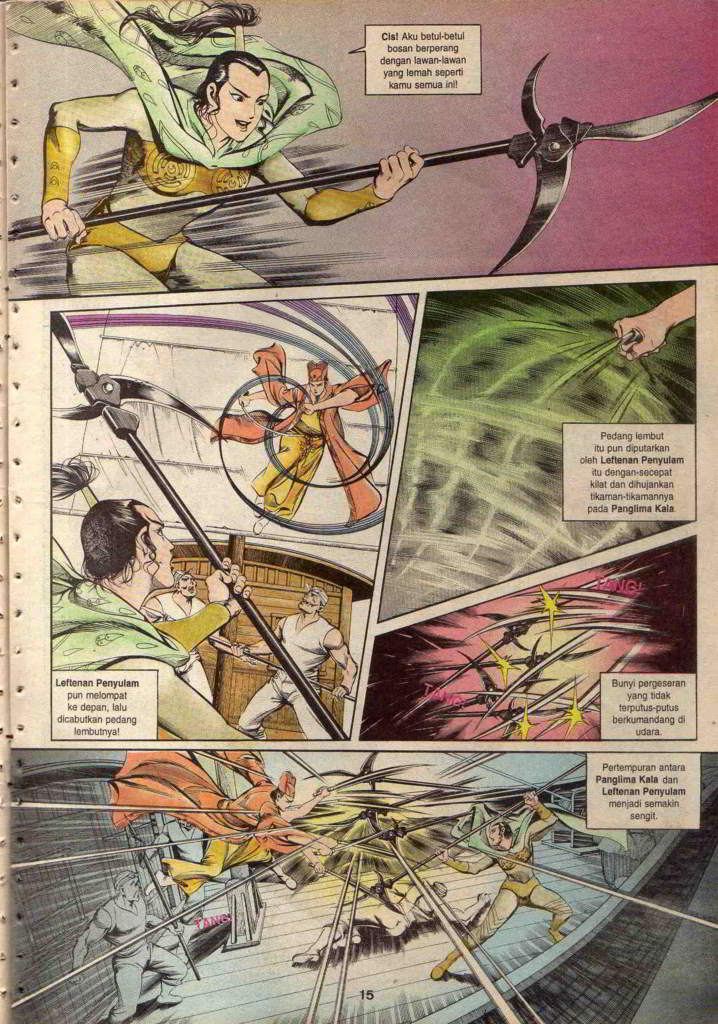 Cis! Aku betul-betul
bosan berperang
dengan lawan-lawan
yang lemah seperti
kamu semua ini!
Pedang lembut
itu pun diputarkan
oleh Leftenan Penyulam
itu dengan-secepat
kilat dan dihujankan
tikaman-tikamannya
pada Panglima Kala.
Leftenan Penyulam
pun melompat
ke depan, lalu
dicabutkan pedang
lembutnya!
TANG!
TANG!
Bunyi pergeseran
yang tidak
terputus-putus
berkumandang di
udara.
Pertempuran antara
Panglima Kala dan
Leftenan Penyulam
menjadi semakin
sengit.
TANG!
15